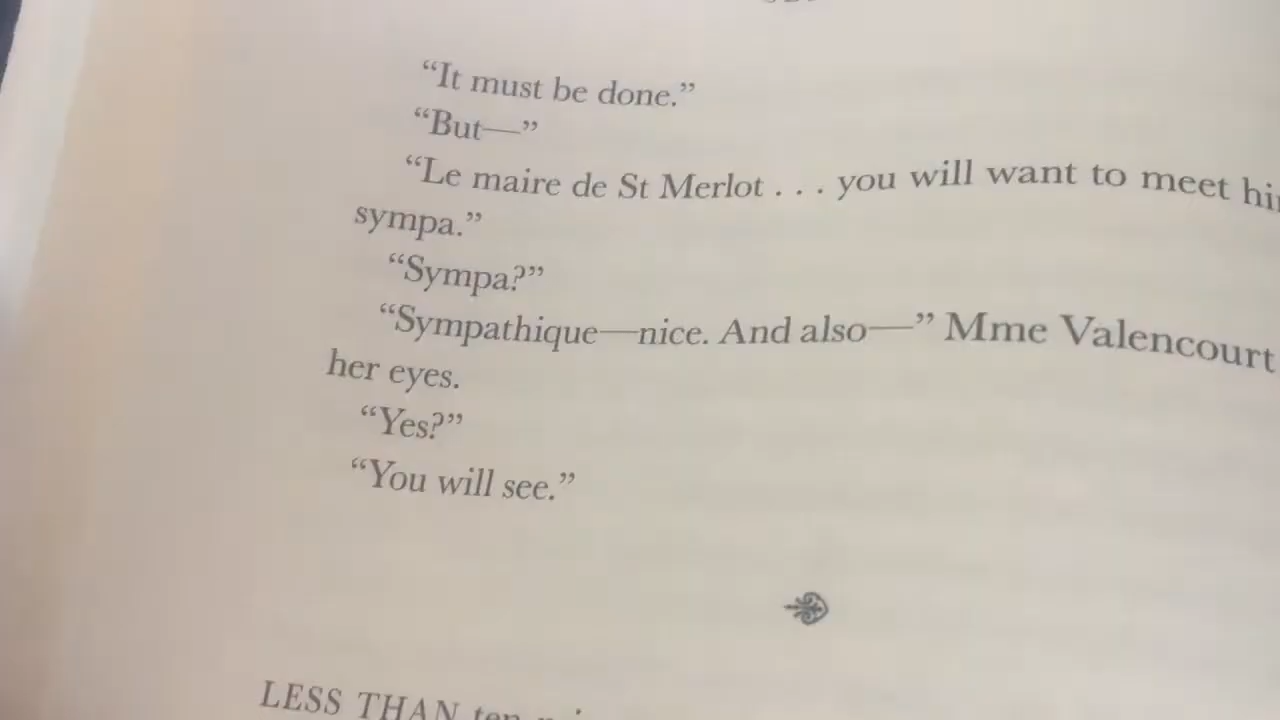 “It must be done.”
“But—”
“Le maire de St Merlot . . . you will want to meet
sympa.”
“Sympa?”
“Sympathique—nice. And also—” Mme Valencourt
her eyes.
“Yes?”
“You will see.”
LESS THAN ten